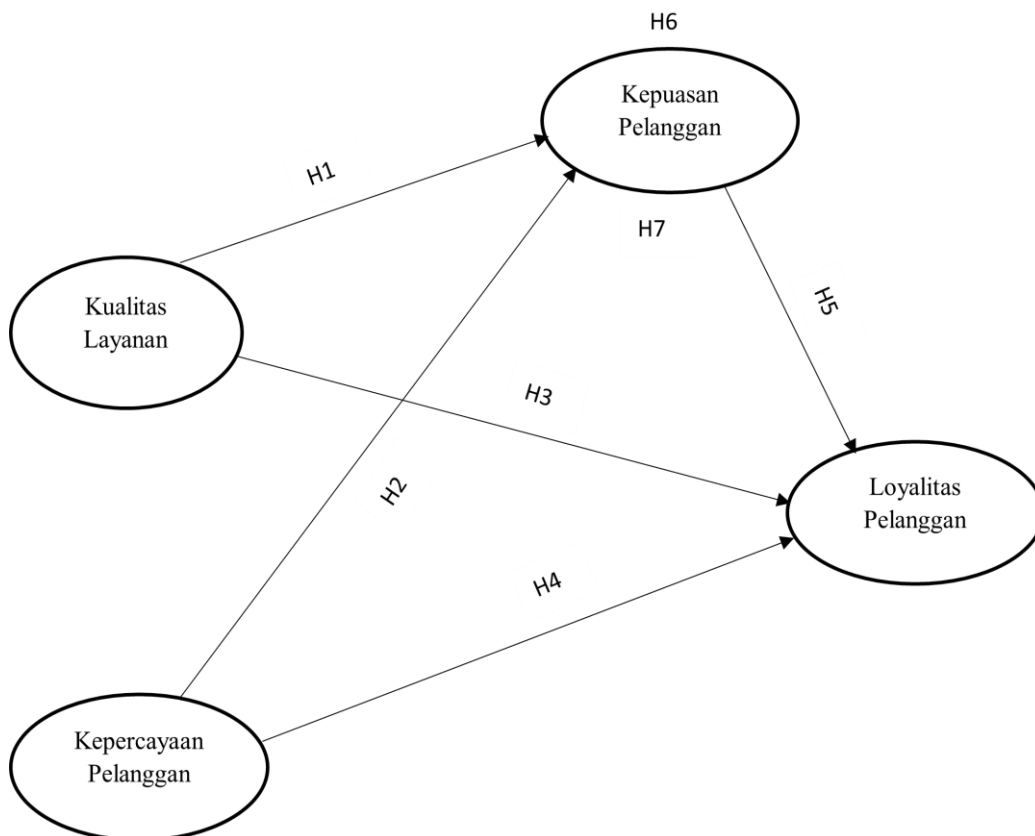 H6
Kepuasan
Pelanggan
H1
H7
Kualitas
Layanan
H5
H3
H2
Loyalitas
Pelanggan
H4
Kepercayaan
Pelanggan